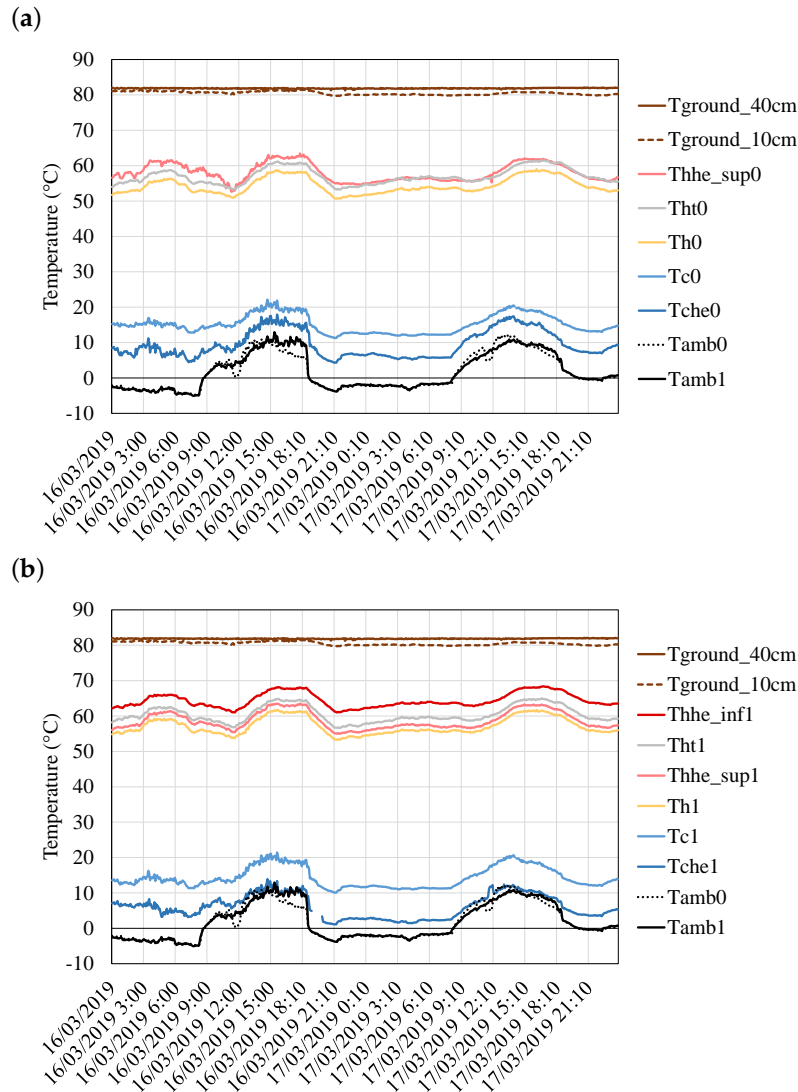 (a)
90
80
70
60
50
40
30
20
10
0
-10
Temperature (°C)
16/03/2019
16/03/2019 3:00
16/03/2019 6:00
16/03/2019 9:00
16/03/2019 12:00
16/03/2019 15:00
16/03/2019 18:10
16/03/2019 21:10
17/03/2019 0:10
17/03/2019 3:10
17/03/2019 6:10
17/03/2019 9:10
17/03/2019 12:10
17/03/2019 15:10
17/03/2019 18:10
17/03/2019 21:10
Tground_40cm
Tground_10cm
Thhe_sup0
Tht0
Th0
Tc0
Tche0
Tamb0
Tamb1
(b)
90
80
70
60
50
40
30
20
10
0
-10
Temperature (°C)
16/03/2019
16/03/2019 3:00
16/03/2019 6:00
16/03/2019 9:00
16/03/2019 12:00
16/03/2019 15:00
16/03/2019 18:10
16/03/2019 21:10
17/03/2019 0:10
17/03/2019 3:10
17/03/2019 6:10
17/03/2019 9:10
17/03/2019 12:10
17/03/2019 15:10
17/03/2019 18:10
17/03/2019 21:10
Tground_40cm
Tground_10cm
Thhe_inf1
Tht1
Thhe_sup1
Th1
Tc1
Tche1
Tamb0
Tamb1